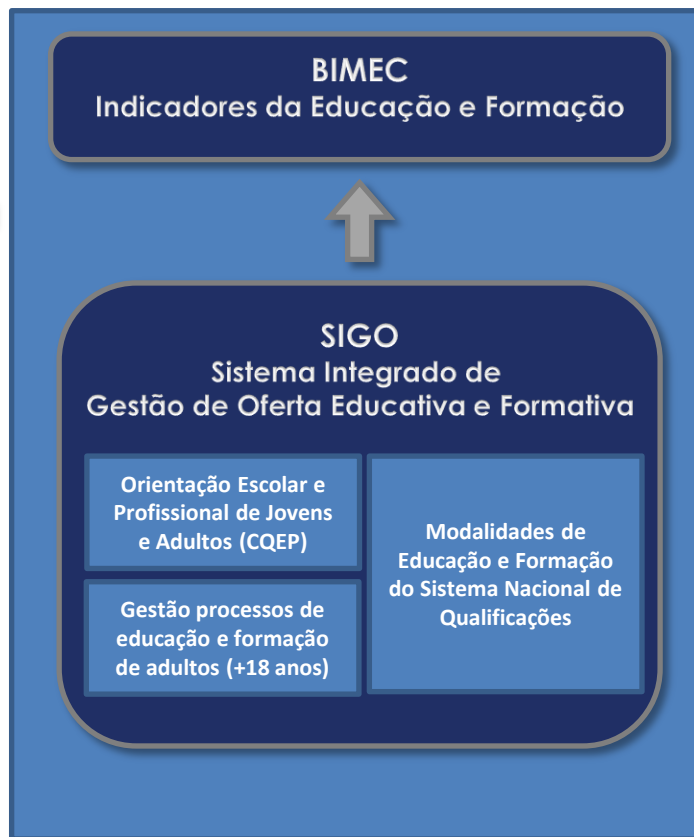 BIMEC
Indicadores da Educação e Formação
SIGO
Sistema Integrado de
Gestão de Oferta Educativa e Formativa
Orientação Escolar e
Profissional de Jovens
e Adultos (CQEP)
Gestão processos de
educação e formação
de adultos (+18 anos)
Modalidades de
Educação e Formação
do Sistema Nacional de
Qualificações